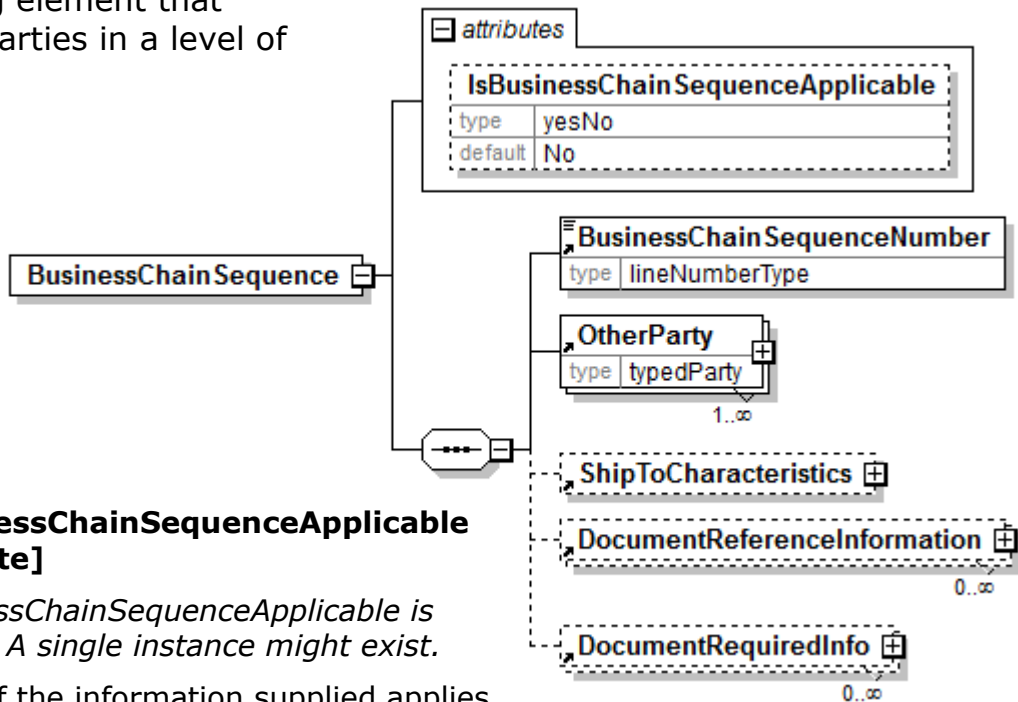 element that
arties in a level of
attributes
IsBusinessChainSequenceApplicable
type yesNo
default No
BusinessChainSequence
BusinessChainSequenceNumber
type lineNumberType
OtherParty
type typedParty
1..∞
ShipToCharacteristics
DocumentReferenceInformation
0..∞
DocumentRequiredInfo
0..∞
essChainSequenceApplicable
te]
ssChainSequenceApplicable is
A single instance might exist.
f the information supplied applies